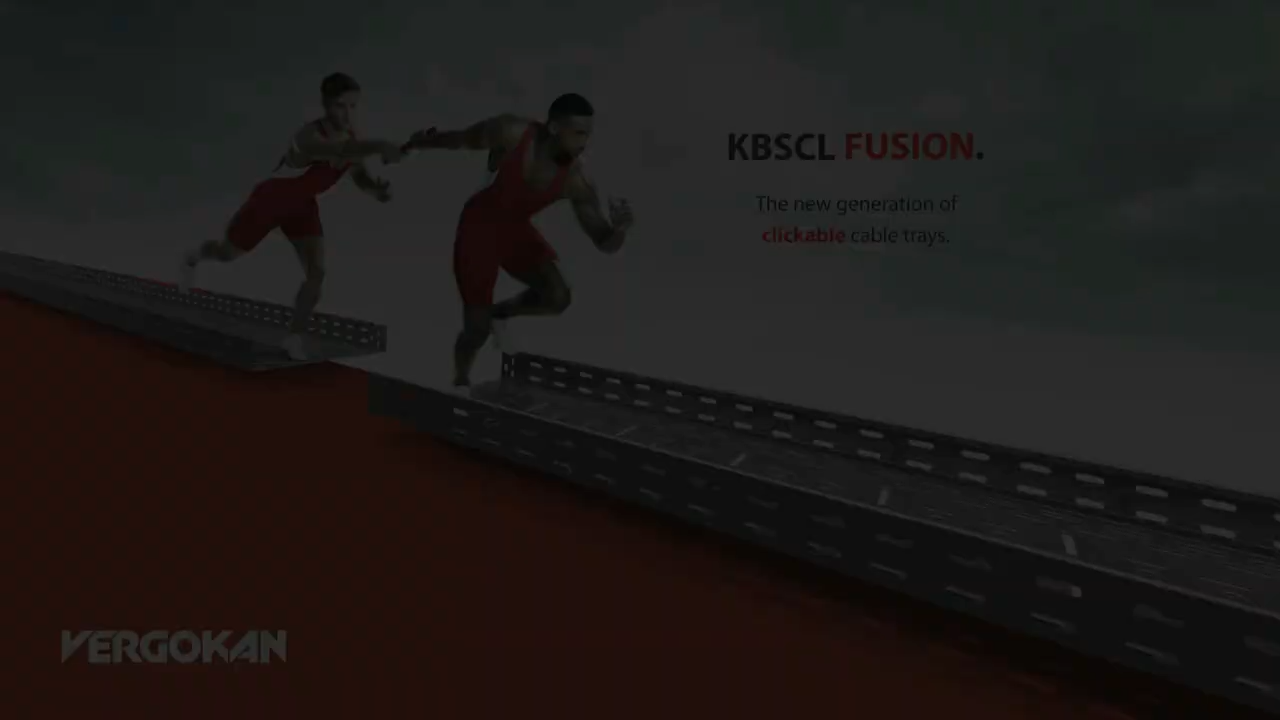 KBSCL FUSION.
The new generation of
clickable cable trays.
VERGOKAN